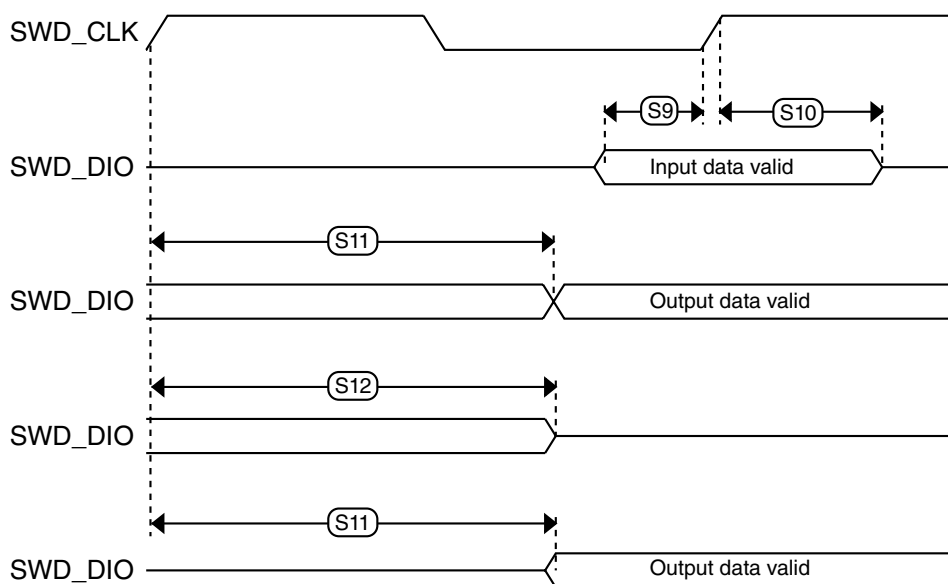 SWD_CLK
S9
S10
SWD_DIO
Input data valid
S11
SWD_DIO
Output data valid
S12
SWD_DIO
S11
SWD_DIO
Output data valid